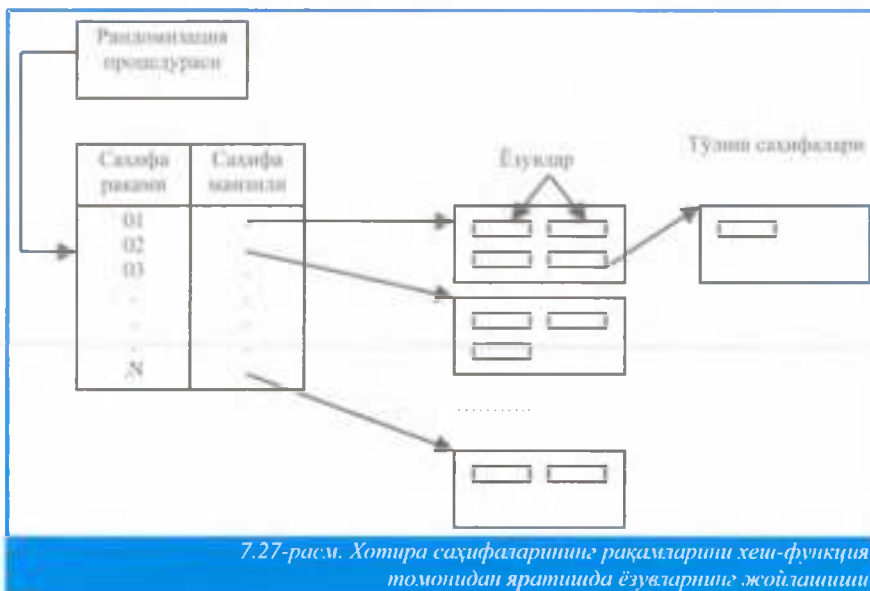 Рандомизация
процедураси
Тўлиш саҳифалари
Ёзувлар
Саҳифа
рақами
Саҳифа
манзили
01
02
03
.
.
.
N
...........
7.27-расм. Хотира саҳифаларининг рақамларини хеш-функция
томонидан яратишда ёзувларнинг жойлашиши